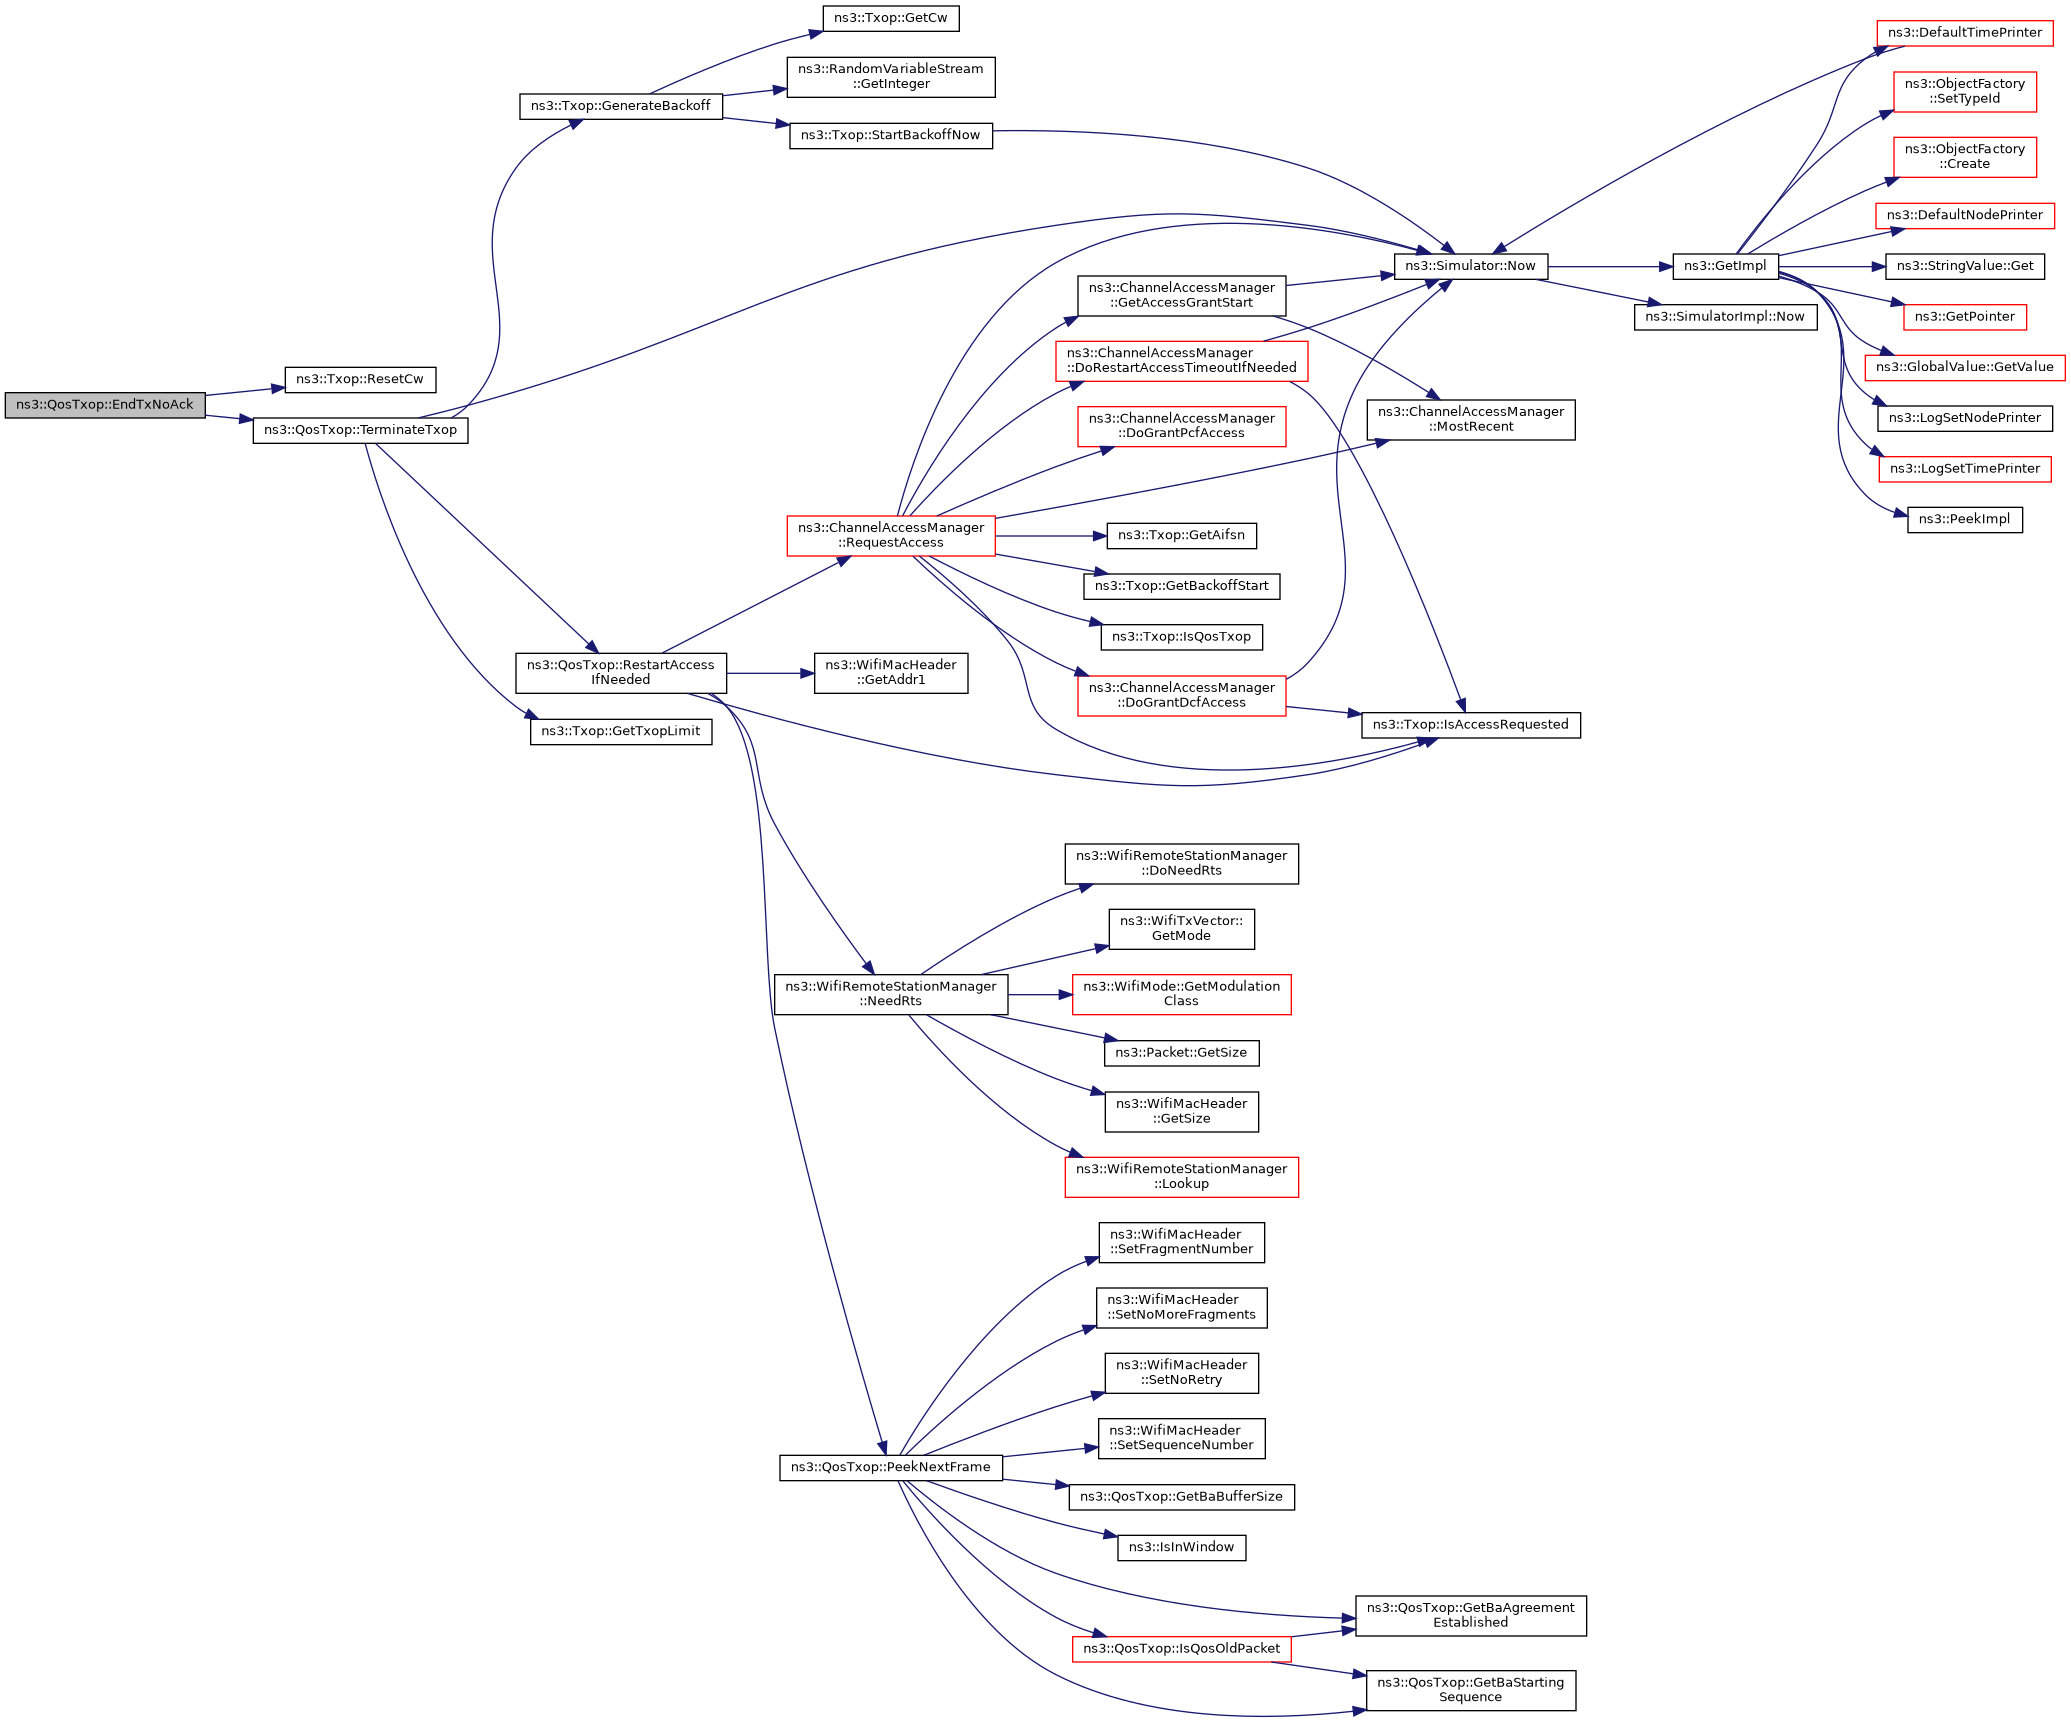 ns3::QosTxop::EndTxNoAck
ns3::Txop::ResetCw
ns3::QosTxop::TerminateTxop
ns3::Txop::GenerateBackoff
ns3::QosTxop::RestartAccess
IfNeeded
ns3::Txop::GetTxopLimit
ns3::Txop::GetCw
ns3::RandomVariableStream
::GetInteger
ns3::Txop::StartBackoffNow
ns3::ChannelAccessManager
::RequestAccess
ns3::WifiMacHeader
::GetAddr1
ns3::WifiRemoteStationManager
::NeedRts
ns3::QosTxop::PeekNextFrame
ns3::ChannelAccessManager
::GetAccessGrantStart
ns3::ChannelAccessManager
::DoRestartAccessTimeoutIfNeeded
ns3::ChannelAccessManager
::DoGrantPcfAccess
ns3::Txop::GetAifsn
ns3::Txop::GetBackoffStart
ns3::Txop::IsQosTxop
ns3::ChannelAccessManager
::DoGrantDcfAccess
ns3::WifiRemoteStationManager
::DoNeedRts
ns3::WifiTxVector::
GetMode
ns3::WifiMode::GetModulation
Class
ns3::Packet::GetSize
ns3::WifiMacHeader
::GetSize
ns3::WifiRemoteStationManager
::Lookup
ns3::WifiMacHeader
::SetFragmentNumber
ns3::WifiMacHeader
::SetNoMoreFragments
ns3::WifiMacHeader
::SetNoRetry
ns3::WifiMacHeader
::SetSequenceNumber
ns3::QosTxop::GetBaBufferSize
ns3::IsInWindow
ns3::QosTxop::IsQosOldPacket
ns3::Simulator::Now
ns3::ChannelAccessManager
::MostRecent
ns3::Txop::IsAccessRequested
ns3::QosTxop::GetBaAgreement
Established
ns3::QosTxop::GetBaStarting
Sequence
ns3::GetImpl
ns3::SimulatorImpl::Now
ns3::DefaultTimePrinter
ns3::ObjectFactory
::SetTypeId
ns3::ObjectFactory
::Create
ns3::DefaultNodePrinter
ns3::StringValue::Get
ns3::GetPointer
ns3::GlobalValue::GetValue
ns3::LogSetNodePrinter
ns3::LogSetTimePrinter
ns3::PeekImpl